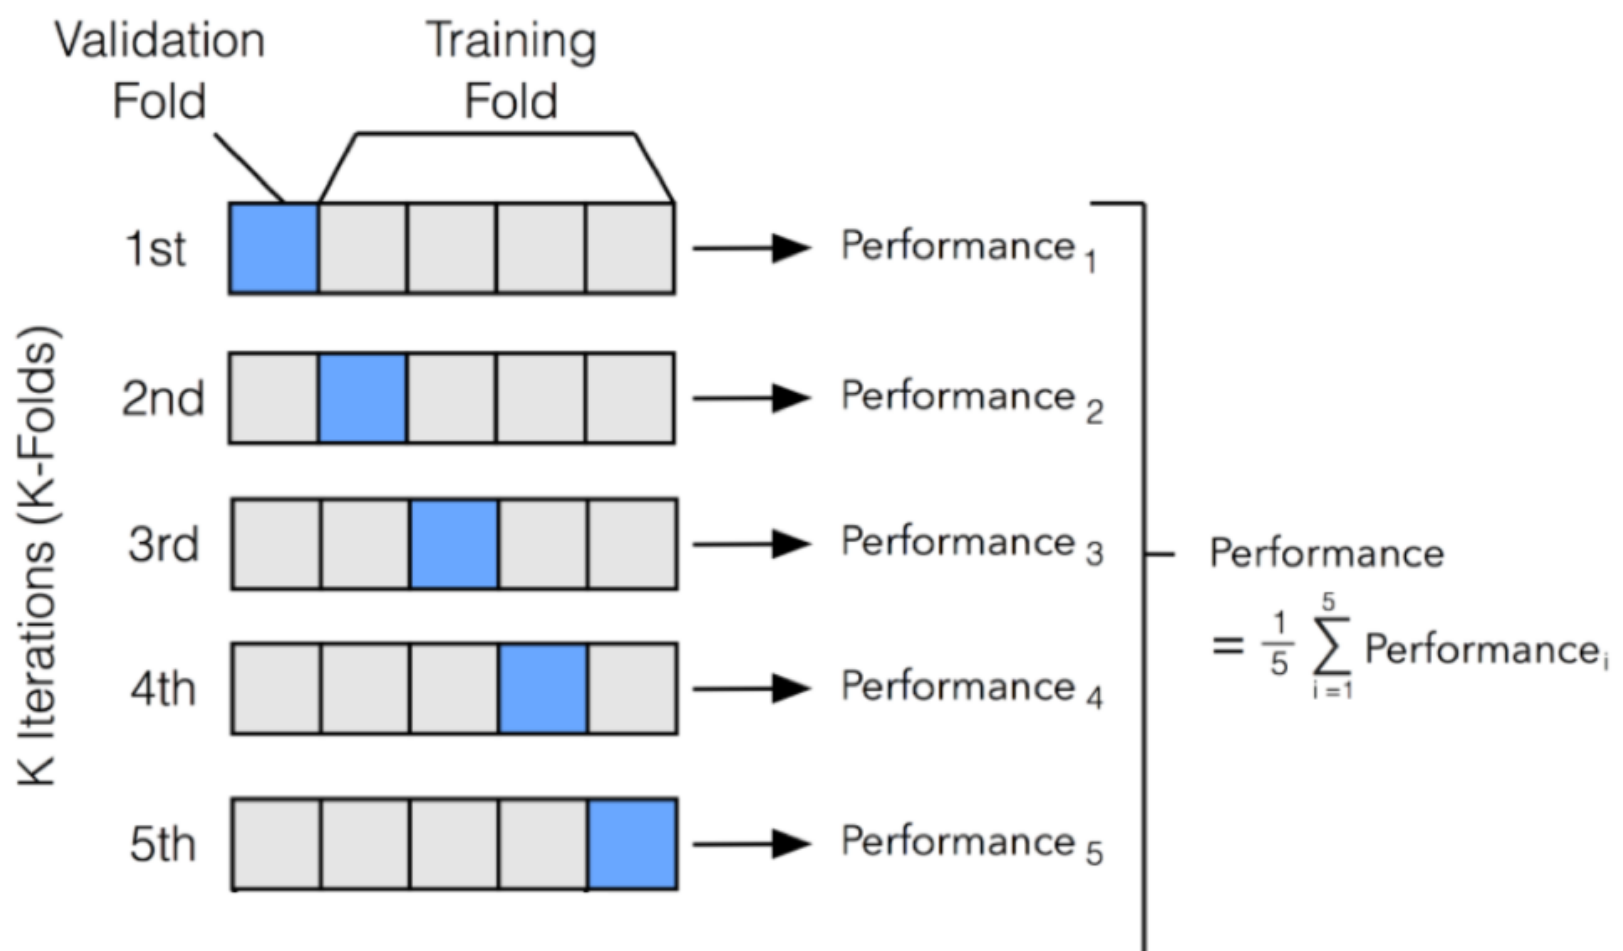 Validation
Fold
Training
Fold
K Iterations (K-Folds)
1st
Performance 1
2nd
Performance 2
3rd
Performance 3
4th
Performance 4
5th
Performance 5
Performance
= 1/5 5∑i=1 Performanceᵢ